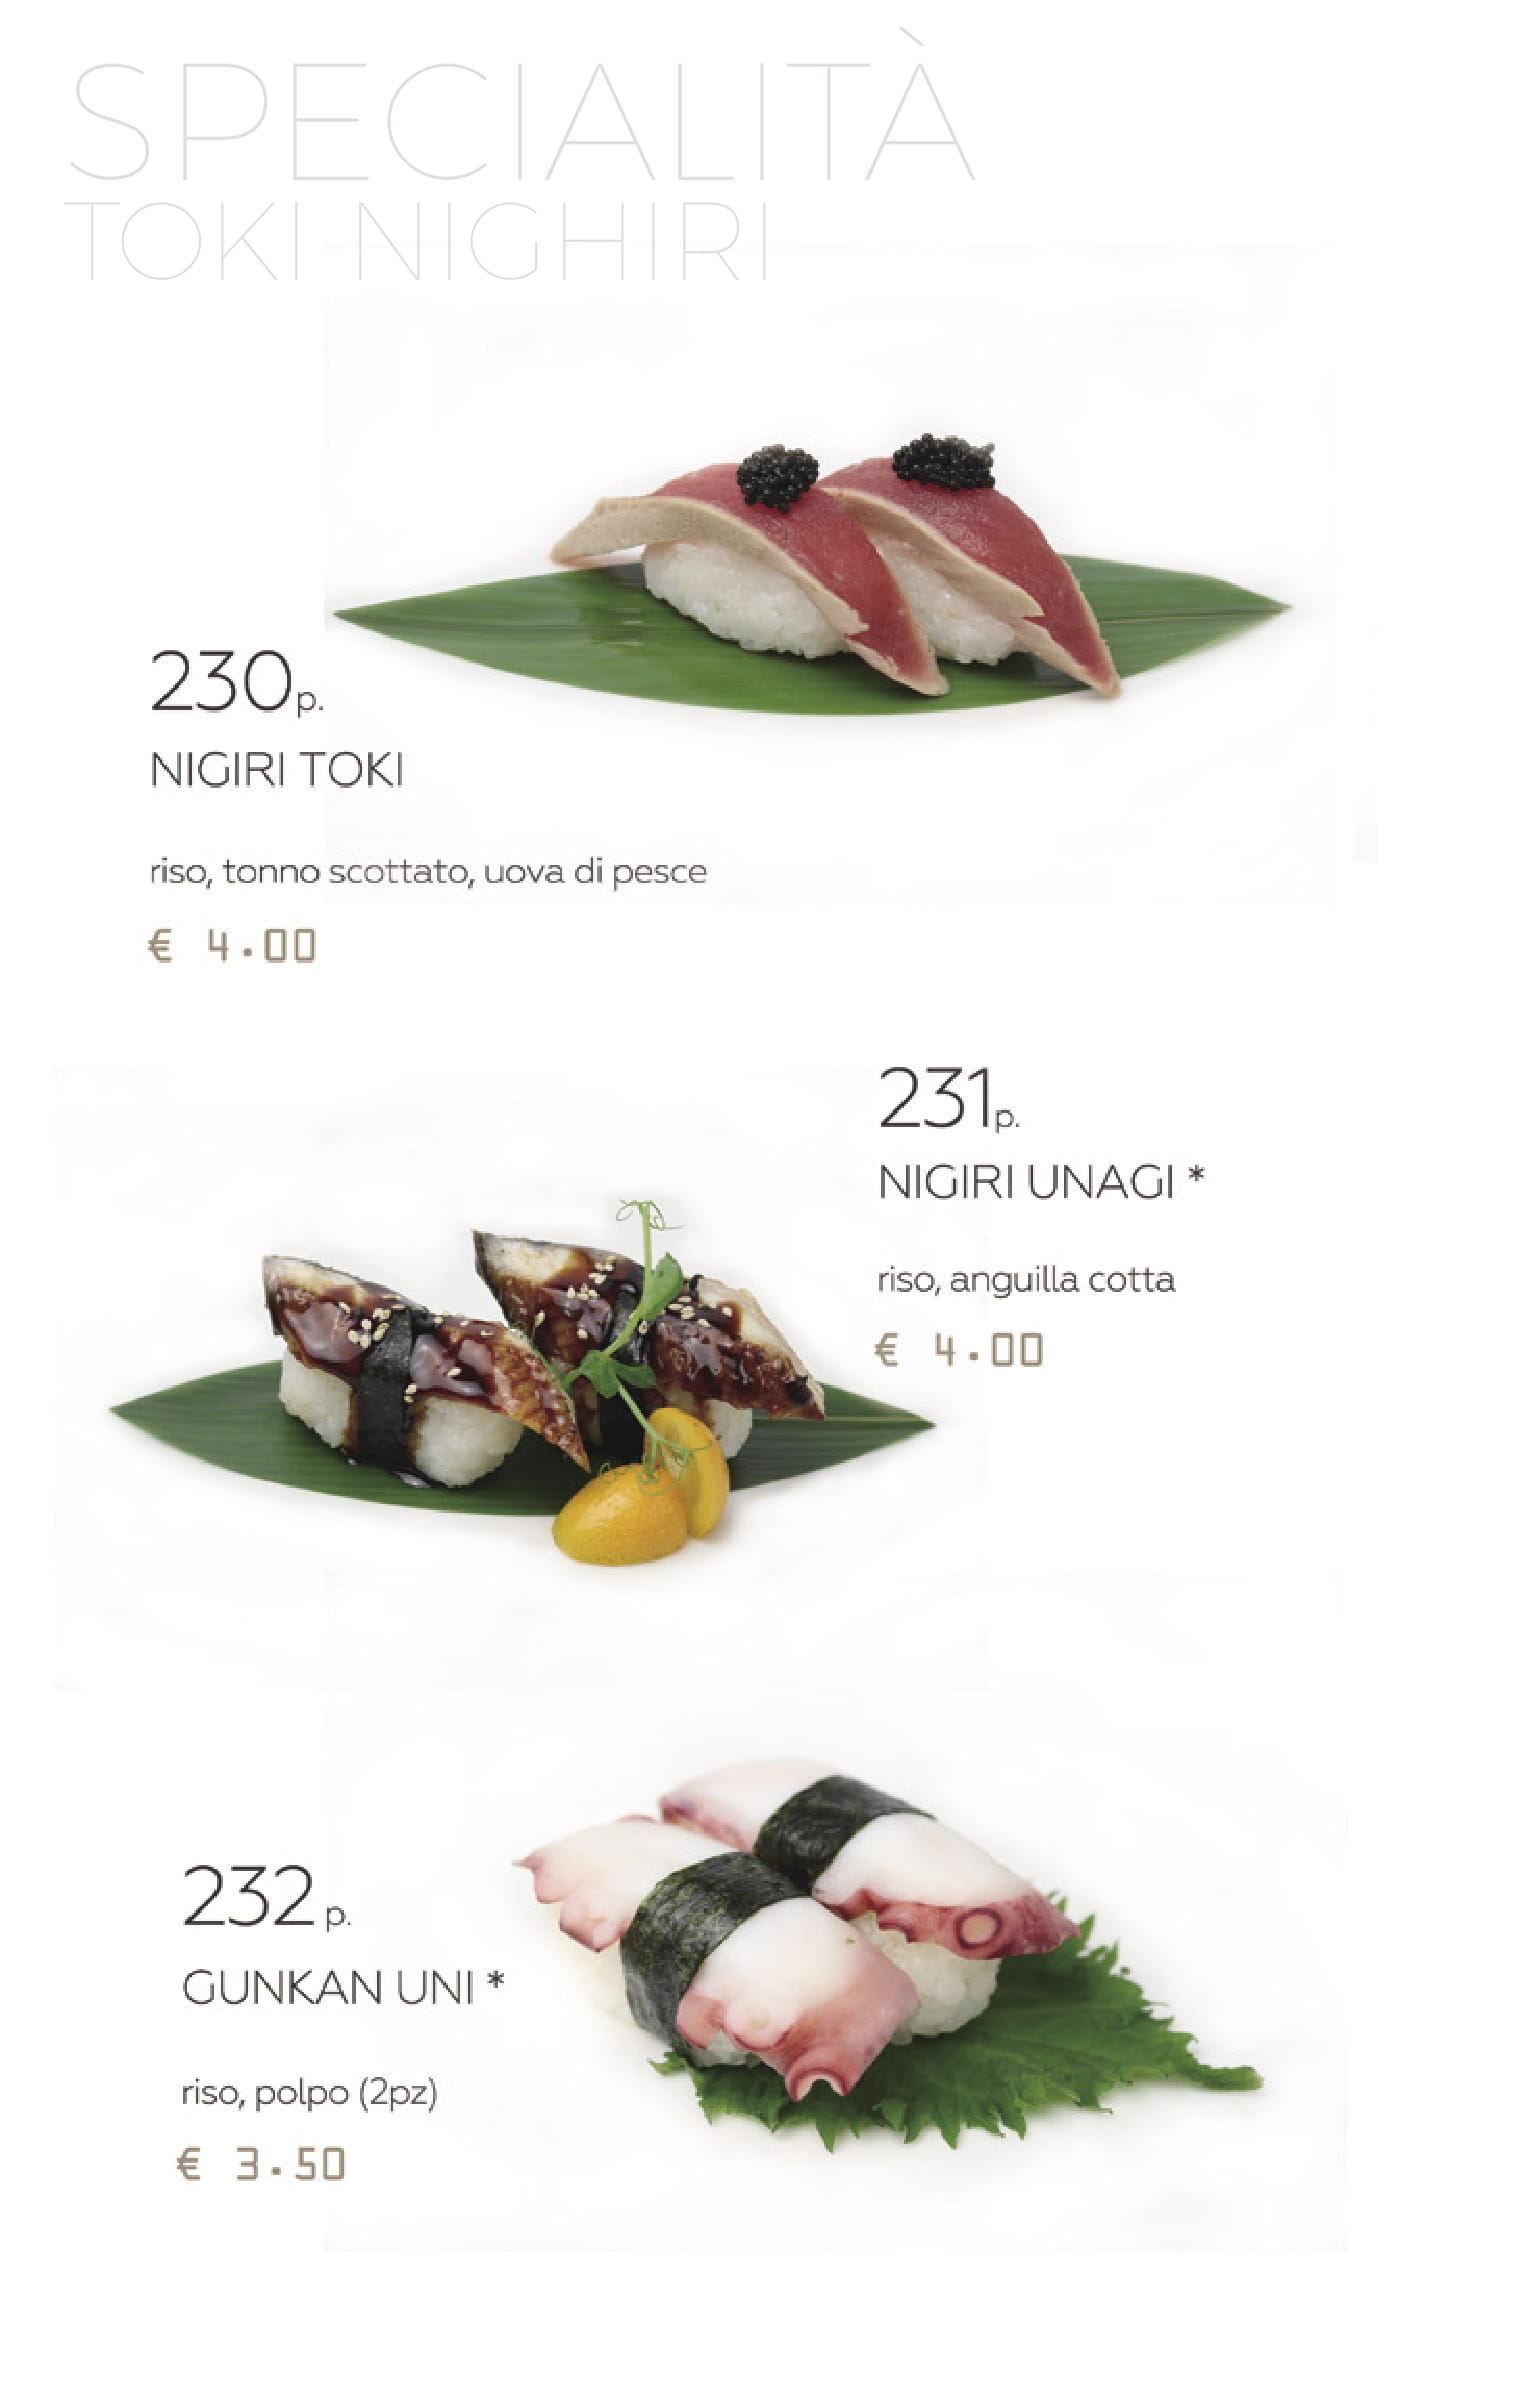 SPECIALITÀ
TOKI NIGHIRI
230p.
NIGIRI TOKI
riso, tonno scottato, uova di pesce
€ 4.00
231p.
NIGIRI UNAGI *
riso, anguilla cotta
€ 4.00
232 p.
GUNKAN UNI *
riso, polpo (2pz)
€ 3.50